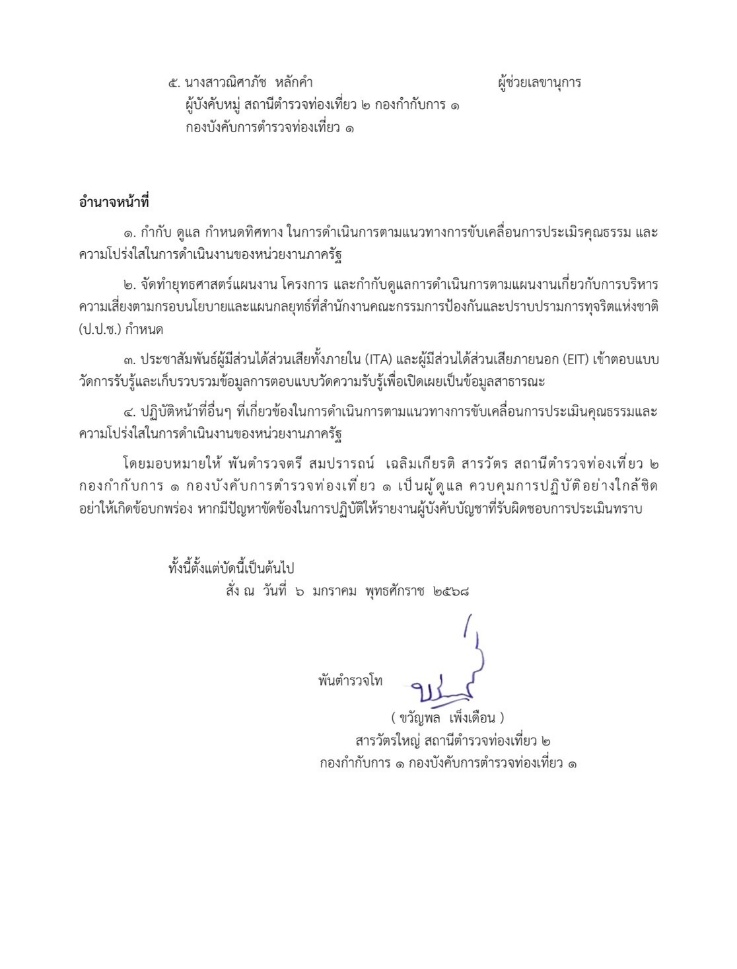 ๕. นางสาวณิศาภัช หลักคำ ผู้ช่วยเลขานุการ
ผู้บังคับหมู่ สถานีตำรวจท่องเที่ยว ๒ กองกำกับการ ๑
กองบังคับการตำรวจท่องเที่ยว ๑
อำนาจหน้าที่
๑. กำกับ ดูแล กำหนดทิศทาง ในการดำเนินการตามแนวทางการขับเคลื่อนการประเมิรคุณธรรม และ
ความโปร่งใสในการดำเนินงานของหน่วยงานภาครัฐ
๒. จัดทำยุทธศาสตร์แผนงาน โครงการ และกำกับดูแลการดำเนินการตามแผนงานเกี่ยวกับการบริหาร
ความเสี่ยงตามกรอบนโยบายและแผนกลยุทธ์ที่สำนักงานคณะกรรมการป้องกันและปราบปรามการทุจริตแห่งชาติ
(ป.ป.ช.) กำหนด
๓. ประชาสัมพันธ์ผู้มีส่วนได้ส่วนเสียทั้งภายใน (ITA) และผู้มีส่วนได้ส่วนเสียภายนอก (EIT) เข้าตอบแบบ
วัดการรับรู้และเก็บรวบรวมข้อมูลการตอบแบบวัดความรับรู้เพื่อเปิดเผยเป็นข้อมูลสาธารณะ
๔. ปฏิบัติหน้าที่อื่นๆ ที่เกี่ยวข้องในการดำเนินการตามแนวทางการขับเคลื่อนการประเมินคุณธรรมและ
ความโปร่งใสในการดำเนินงานของหน่วยงานภาครัฐ
โดยมอบหมายให้ พันตำรวจตรี สมปรารถน์ เฉลิมเกียรติ สารวัตร สถานีตำรวจท่องเที่ยว ๒
กองกำกับการ ๑ กองบังคับการตำรวจท่องเที่ยว ๑ เป็นผู้ดูแล ควบคุมการปฏิบัติอย่างใกล้ชิด
อย่าให้เกิดข้อบกพร่อง หากมีปัญหาขัดข้องในการปฏิบัติให้รายงานผู้บังคับบัญชาที่รับผิดชอบการประเมินทราบ
ทั้งนี้ตั้งแต่บัดนี้เป็นต้นไป
สั่ง ณ วันที่ ๖ มกราคม พุทธศักราช ๒๕๖๘
พันตำรวจโท
( ขวัญพล เพ็งเดือน )
สารวัตรใหญ่ สถานีตำรวจท่องเที่ยว ๒
กองกำกับการ ๑ กองบังคับการตำรวจท่องเที่ยว ๑